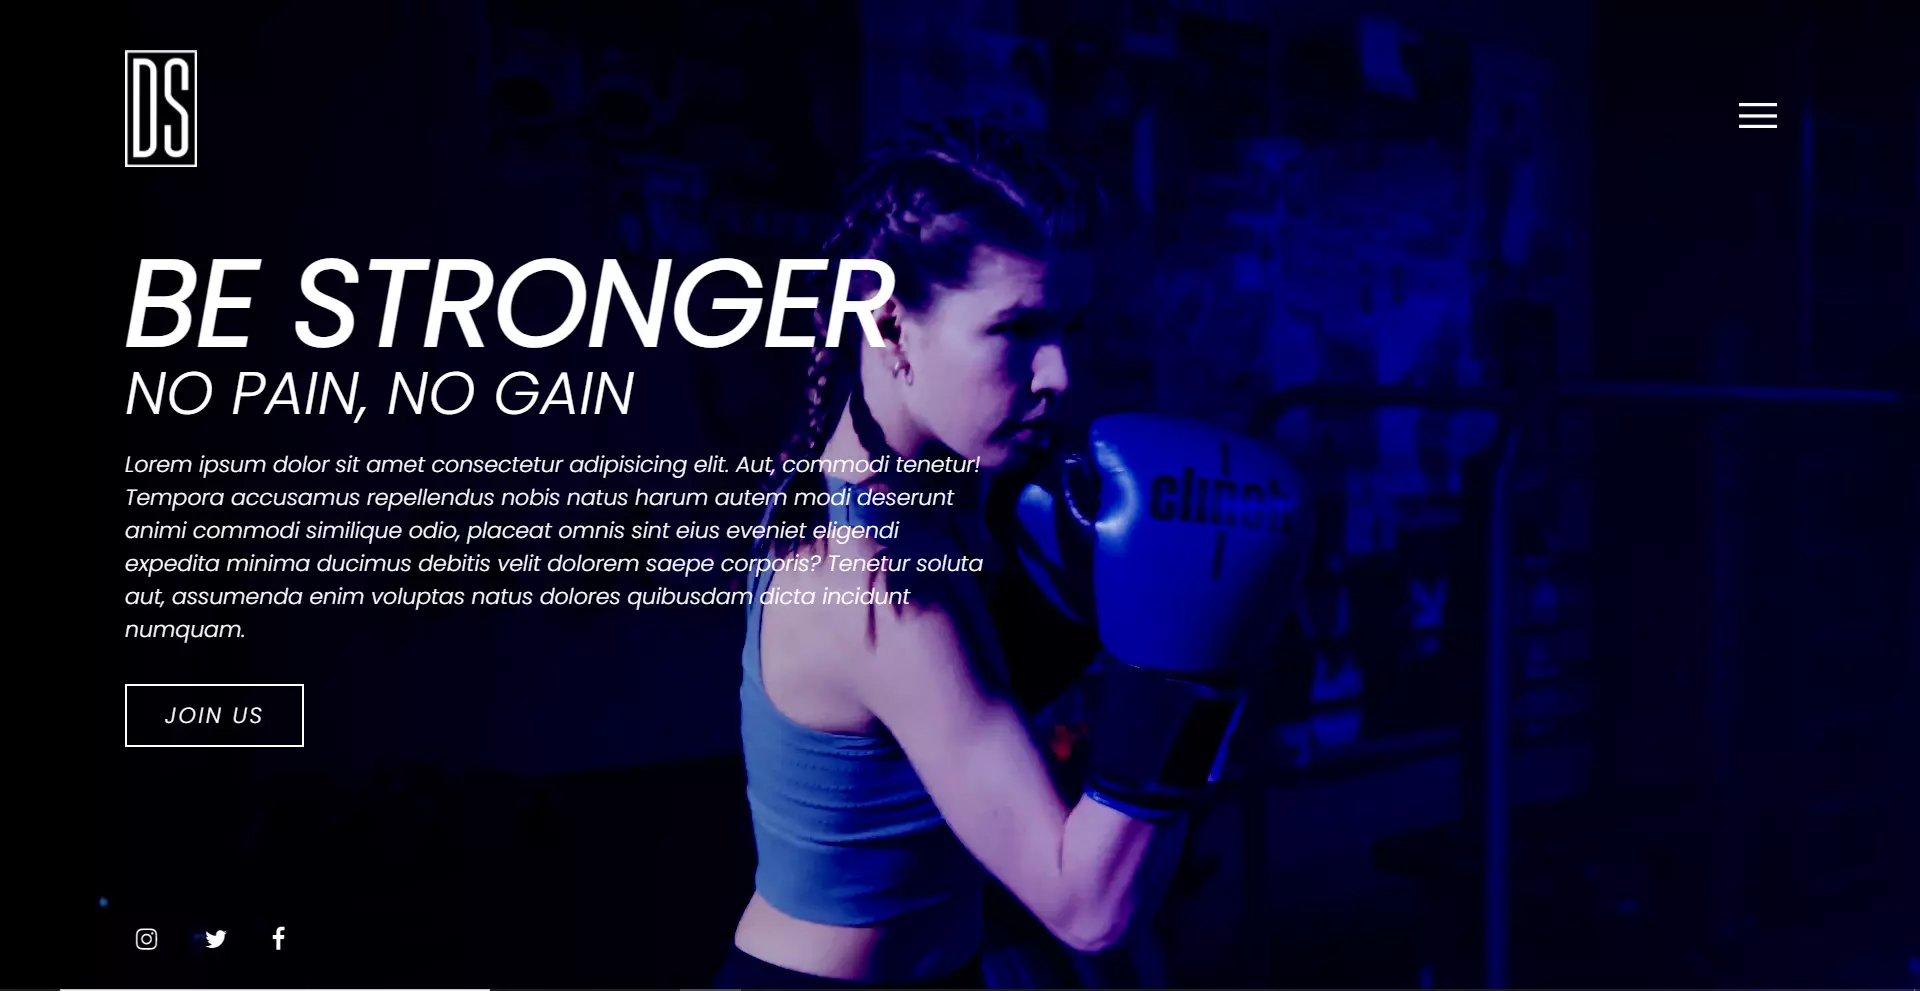 DS
BE STRONGER
NO PAIN, NO GAIN
Lorem ipsum dolor sit amet consectetur adipisicing elit. Aut, commodi tenetur!
Tempora accusamus repellendus nobis natus harum autem modi deserunt
animi commodi similique odio, placeat omnis sint eius eveniet eligendi
expedita minima ducimus debitis velit dolorem saepe corporis? Tenetur soluta
aut, assumenda enim voluptas natus dolores quibusdam dicta incidunt
numquam.
clinch
JOIN US